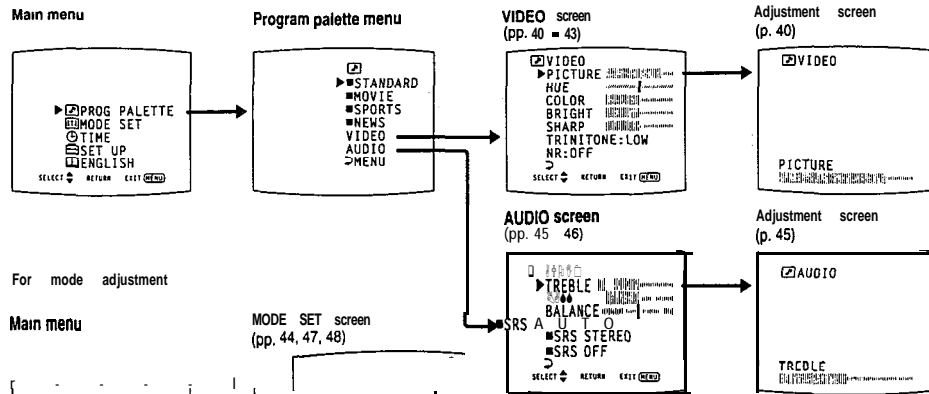 Main menu
PROG PALETTE
MODE SET
TIME
SET UP
ENGLISH
SELECT RETURN EXIT MENU
Program palette menu
STANDARD
MOVIE
SPORTS
NEWS
VIDEO
AUDIO
MENU
VIDEO screen
(pp. 40 = 43)
VIDEO
PICTURE
HUE
COLOR
BRIGHT
SHARP
TRINITONE:LOW
NR:OFF
SELECT RETURN EXIT MENU
Adjustment screen
(p. 40)
VIDEO
PICTURE
AUDIO screen
(pp. 45 46)
TREBLE
BALANCE
SRS A U T O
SRS STEREO
SRS OFF
SELECT RETURN EXIT MENU
Adjustment screen
(p. 45)
AUDIO
TREBLE
For mode adjustment
Main menu
MODE SET screen
(pp. 44, 47, 48)